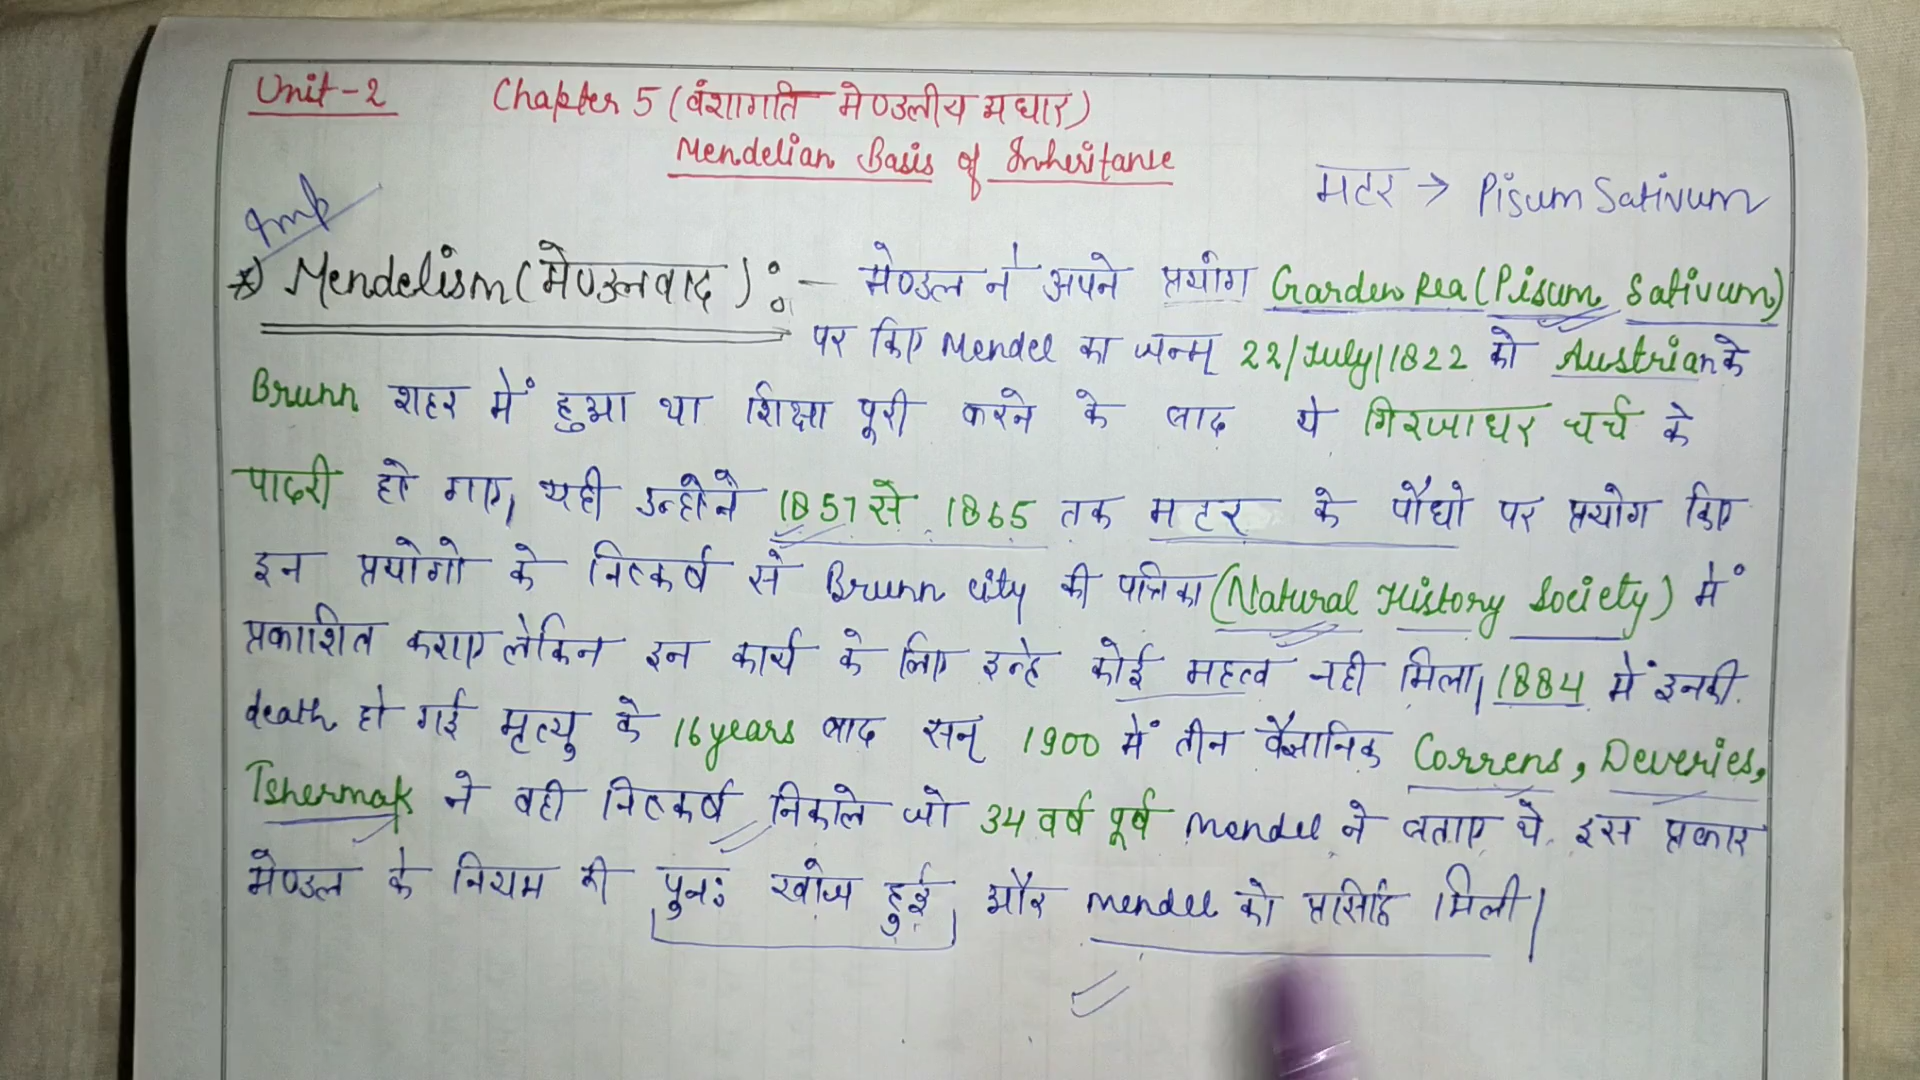 Unit-2 Chapter 5 (वंशागति मेण्डलीय अधार)
Mendelian Basis of Inheritance
मटर → Pisum Sativum
Imp
*) Mendelism (मेण्डलवाद) :- मेण्डल ने अपने प्रयोग Garden Pea (Pisum Sativum)
पर किए Mendel का जन्म 22/July/1822 को Austrian के
Brunn शहर में हुआ था शिक्षा पूरी करने के बाद ये गिरजाघर चर्च के
पादरी हो गए, यही उन्होंने 1857 से 1865 तक मटर के पौधो पर प्रयोग किए
इन प्रयोगो के निष्कर्ष से Brunn city की पत्रिका (Natural History Society) में
प्रकाशित कराए लेकिन इन कार्य के लिए इन्हे कोई महत्व नही मिला, 1884 में इनकी
death हो गई मृत्यु के 16 years बाद सन् 1900 में तीन वैज्ञानिक Correns, Deveries,
Tshermak ने वही निष्कर्ष निकाले जो 34 वर्ष पूर्व Mendel ने बताए थे. इस प्रकार
मेण्डल के नियम की पुनः खोज हुई और Mendel को प्रसिद्धि मिली|